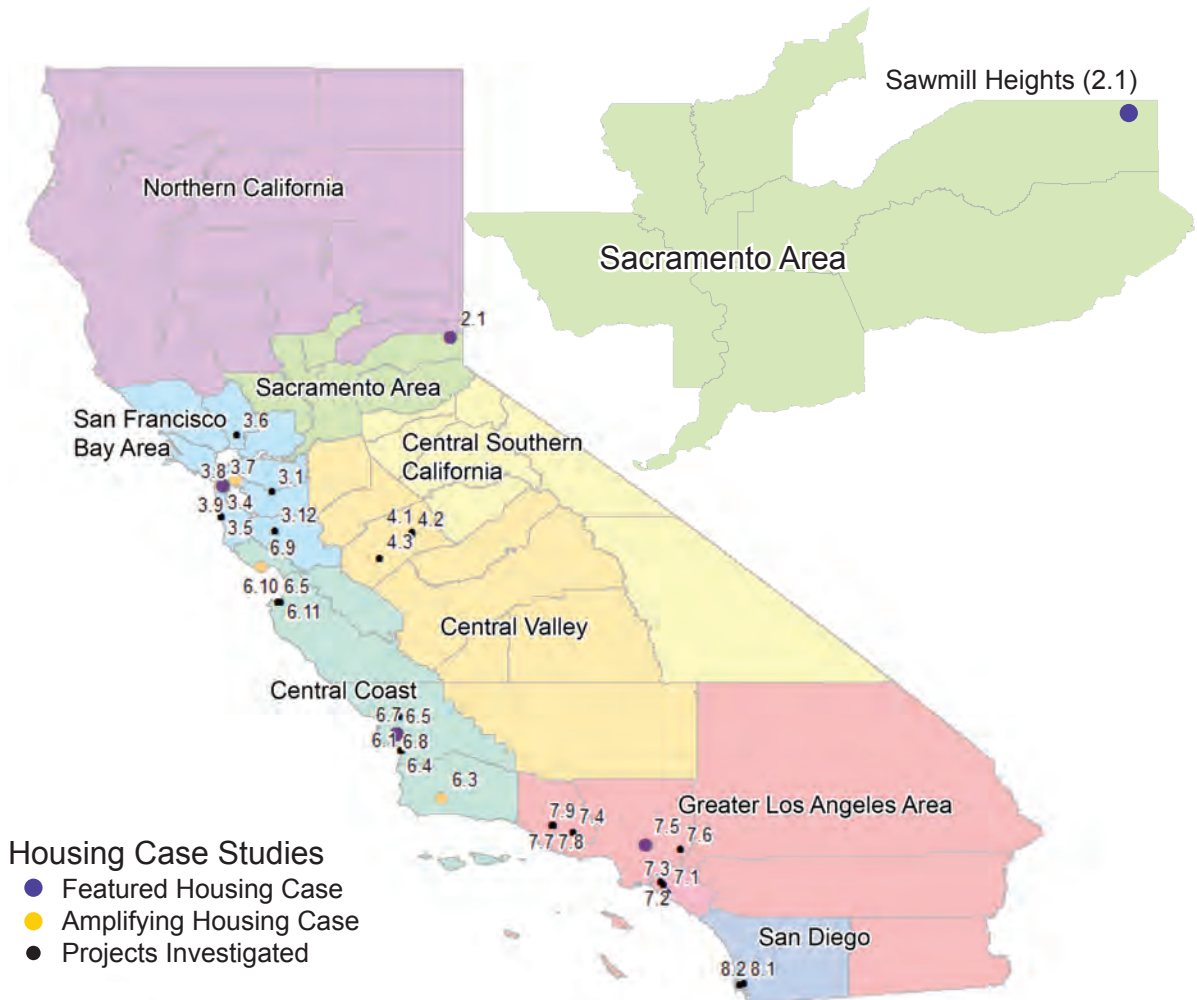 Sawmill Heights (2.1)
Northern California
Sacramento Area
2.1
Sacramento Area
San Francisco
Bay Area
3.6
Central Southern
California
3.8
3.7
3.1
3.9
3.4
3.5
3.12
4.1
4.2
4.3
6.9
6.10
6.5
6.11
Central Valley
Central Coast
6.7
6.5
6.1
6.8
6.4
6.3
Greater Los Angeles Area
7.9
7.4
7.7
7.8
7.5
7.6
7.3
7.1
7.2
San Diego
8.2
8.1
Housing Case Studies
Featured Housing Case
Amplifying Housing Case
Projects Investigated